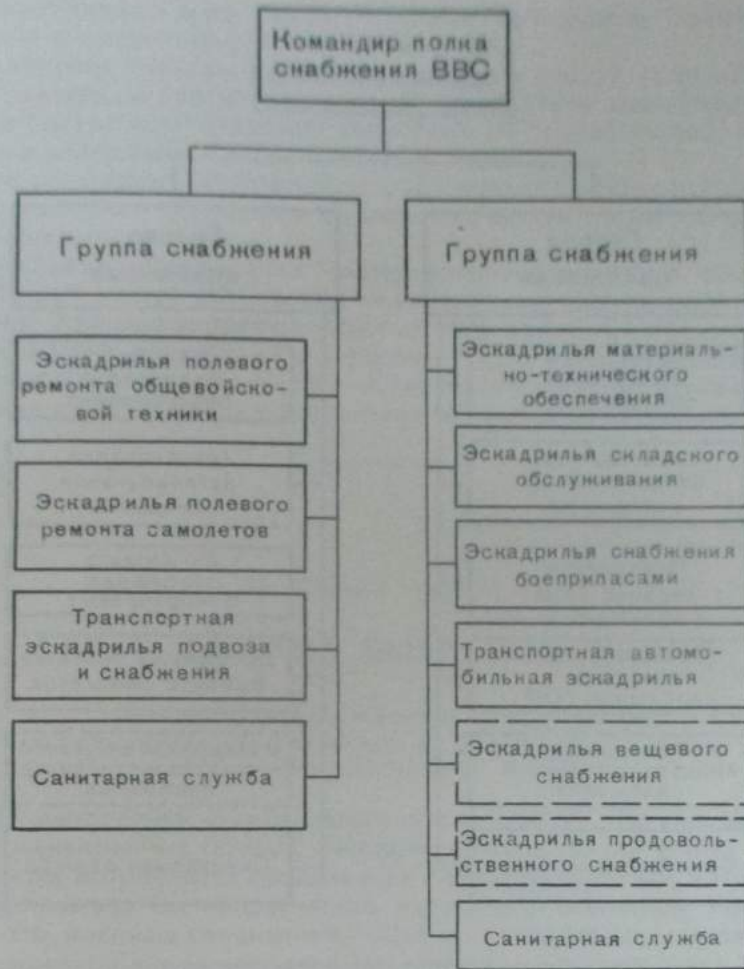 Командир полка
снабжения ВВС
Группа снабжения
Эскадрилья полевого
ремонта общевойско-
вой техники
Эскадрилья полевого
ремонта самолетов
Транспортная
эскадрилья подвоза
и снабжения
Санитарная служба
Группа снабжения
Эскадрилья материаль-
но-технического
обеспечения
Эскадрилья складского
обслуживания
Эскадрилья снабжения
боеприпасами
Транспортная автомо-
бильная эскадрилья
Эскадрилья вещевого
снабжения
Эскадрилья продоволь-
ственного снабжения
Санитарная служба